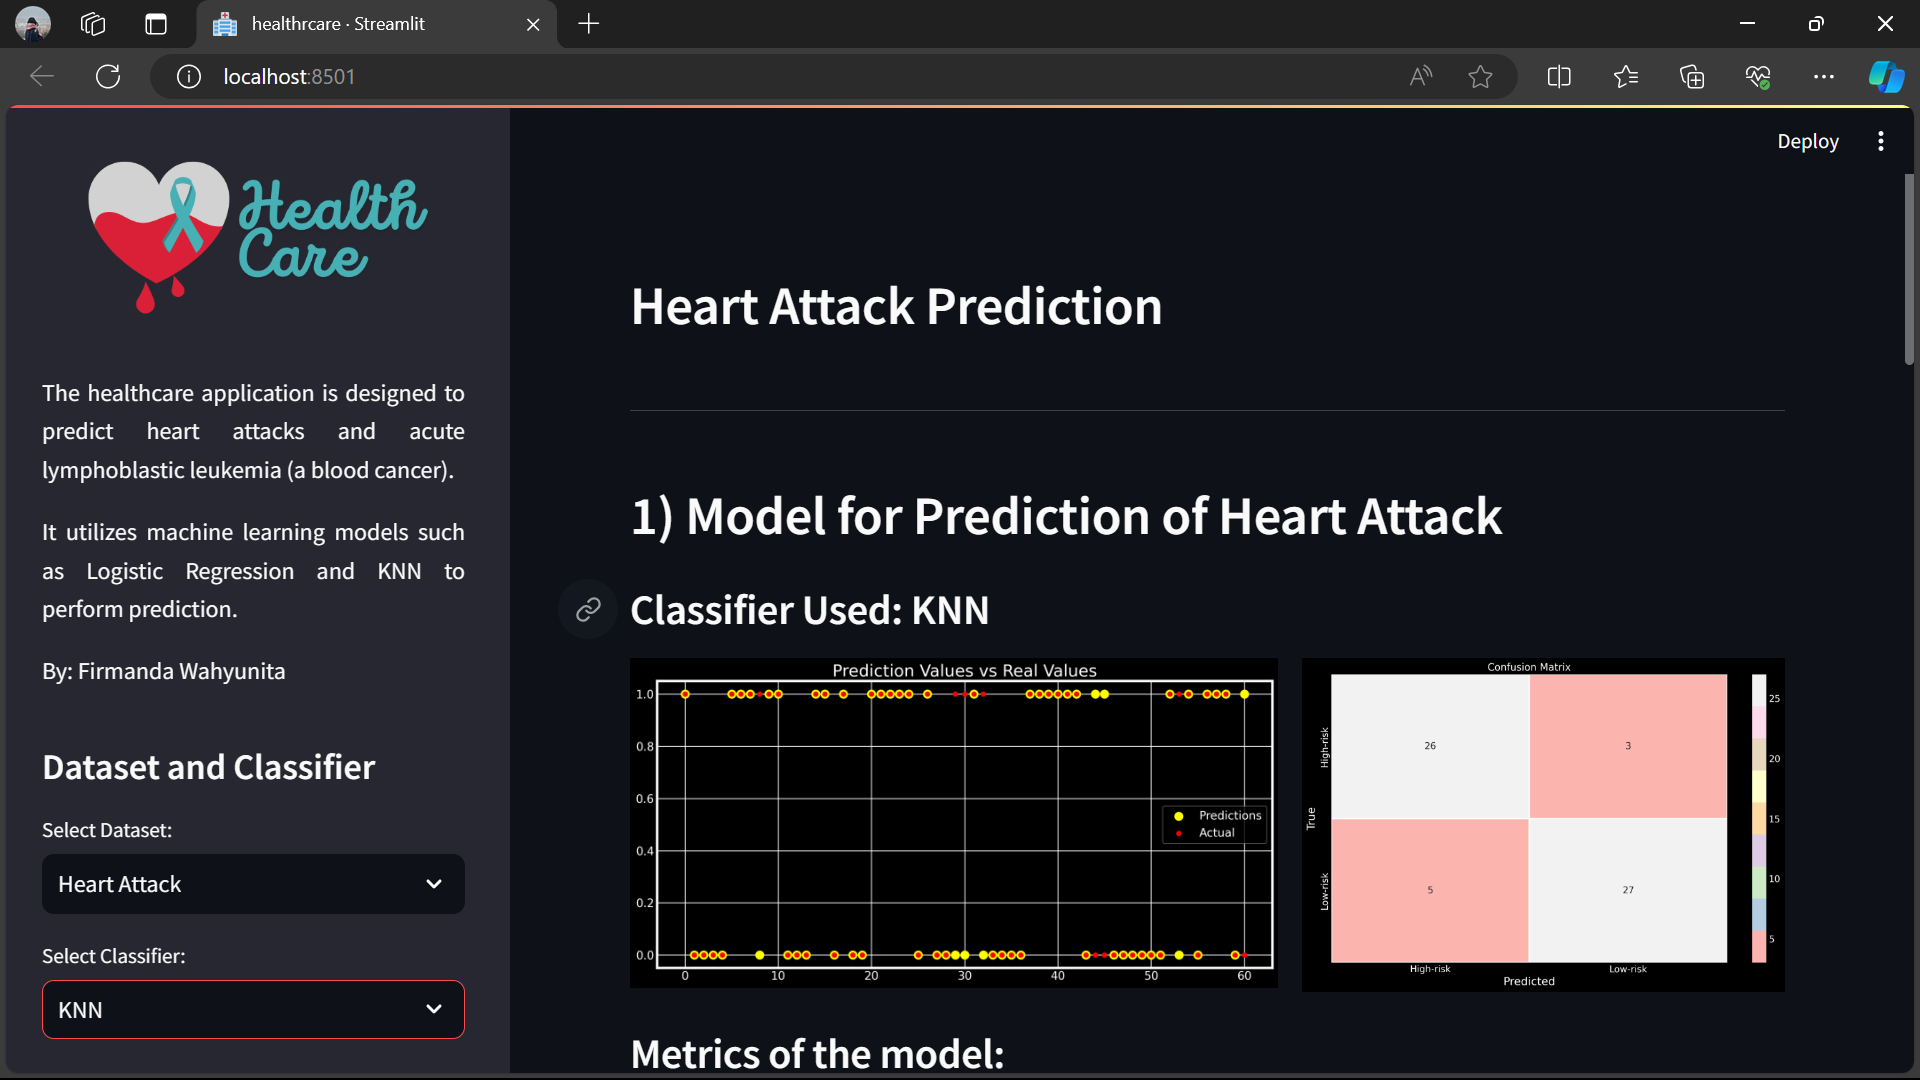 healthrcare · Streamlit
localhost:8501
Deploy
Health
Care
The healthcare application is designed to
predict heart attacks and acute
lymphoblastic leukemia (a blood cancer).
It utilizes machine learning models such
as Logistic Regression and KNN to
perform prediction.
By: Firmanda Wahyunita
Dataset and Classifier
Select Dataset:
Heart Attack
Select Classifier:
KNN
Heart Attack Prediction
1) Model for Prediction of Heart Attack
Classifier Used: KNN
Prediction Values vs Real Values
1.0
0.8
0.6
0.4
0.2
0.0
0 10 20 30 40 50 60
Predictions
Actual
Confusion Matrix
True
High-risk
Low-risk
26 3
5 27
High-risk Low-risk
Predicted
25
20
15
10
5
Metrics of the model: